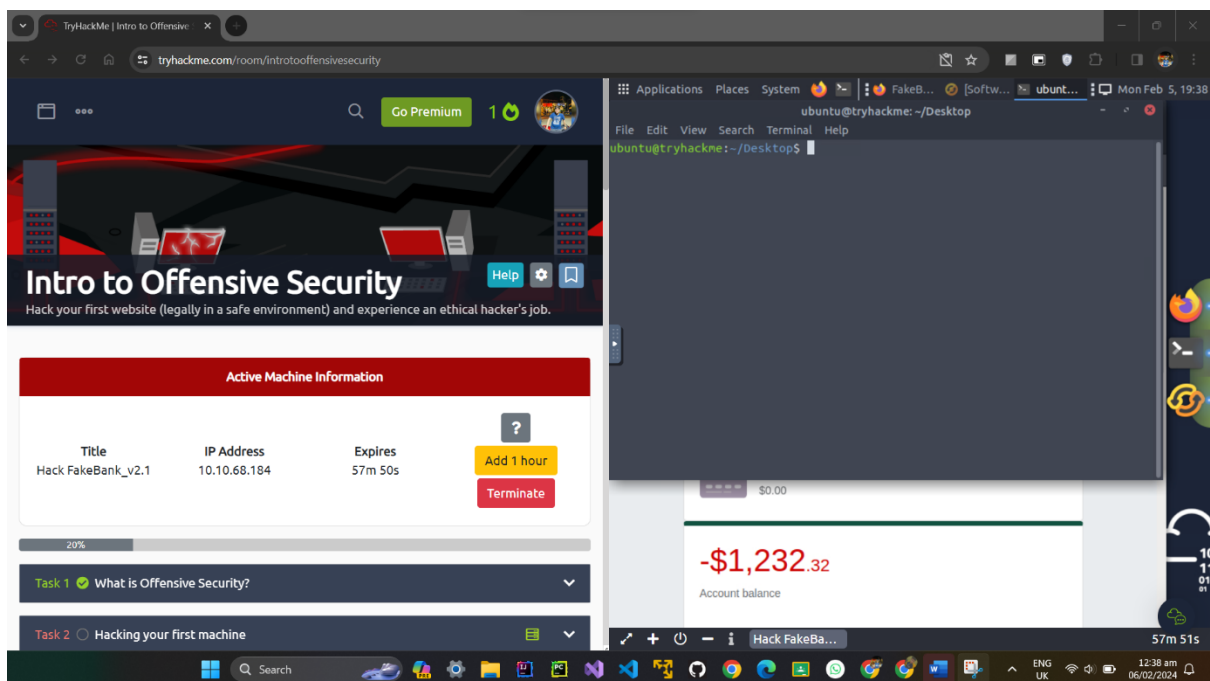 TryHackMe | Intro to Offensive
tryhackme.com/room/introtooffensivesecurity
Go Premium
1
Intro to Offensive Security
Help
Hack your first website (legally in a safe environment) and experience an ethical hacker's job.
Active Machine Information
Title
IP Address
Expires
?
Hack FakeBank_v2.1
10.10.68.184
57m 50s
Add 1 hour
Terminate
20%
Task 1 What is Offensive Security?
Task 2 Hacking your first machine
Applications Places System FakeB... [Softw... ubunt... Mon Feb 5, 19:38
ubuntu@tryhackme: ~/Desktop
File Edit View Search Terminal Help
ubuntu@tryhackme:~/Desktop$
$0.00
-$1,232.32
Account balance
Hack FakeBa...
57m 51s
Search
ENG
UK
12:38 am
06/02/2024